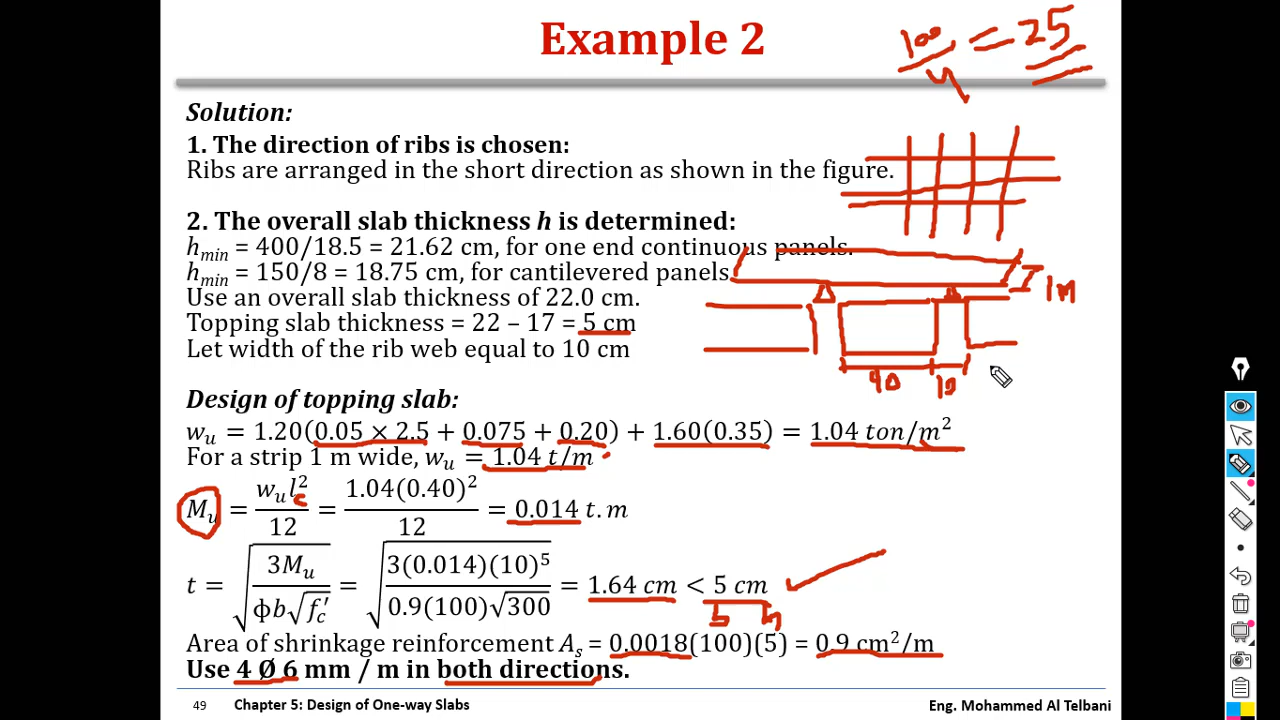 Example 2
100/4 = 25
Solution:
1. The direction of ribs is chosen:
Ribs are arranged in the short direction as shown in the figure.
2. The overall slab thickness h is determined:
hmin = 400/18.5 = 21.62 cm, for one end continuous panels.
hmin = 150/8 = 18.75 cm, for cantilevered panels
Use an overall slab thickness of 22.0 cm.
1m
Topping slab thickness = 22 – 17 = 5 cm
Let width of the rib web equal to 10 cm
40 10
Design of topping slab:
wu = 1.20(0.05 × 2.5 + 0.075 + 0.20) + 1.60(0.35) = 1.04 ton/m²
For a strip 1 m wide, wu = 1.04 t/m
Mu = wu lc²/12 = 1.04(0.40)²/12 = 0.014 t.m
t = √(3Mu/ϕb√f′c) = √(3(0.014)(10)⁵/0.9(100)√300) = 1.64 cm < 5 cm
b h
Area of shrinkage reinforcement As = 0.0018(100)(5) = 0.9 cm²/m
Use 4 Ø 6 mm / m in both directions.
49 Chapter 5: Design of One-way Slabs Eng. Mohammed Al Telbani